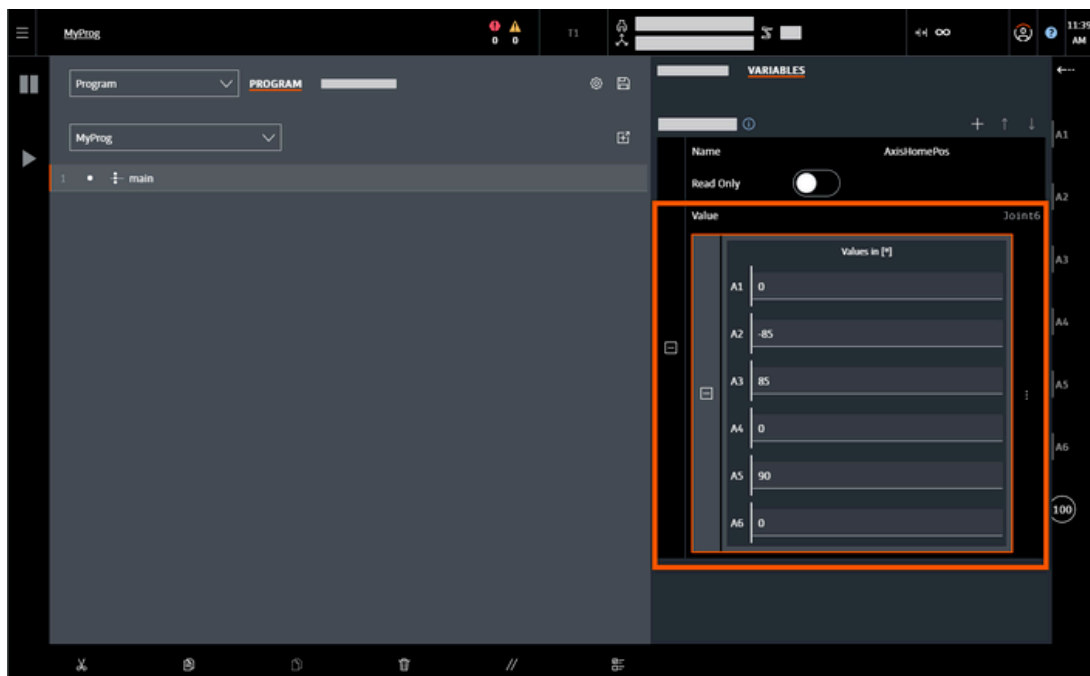 MyProg
0 0
T1
11:39
AM
Program
PROGRAM
MyProg
1 main
VARIABLES
Name AxisHomePos
Read Only
Value Joint6
Values in [°]
A1 0
A2 -85
A3 85
A4 0
A5 90
A6 0
A1
A2
A3
A4
A5
A6
100